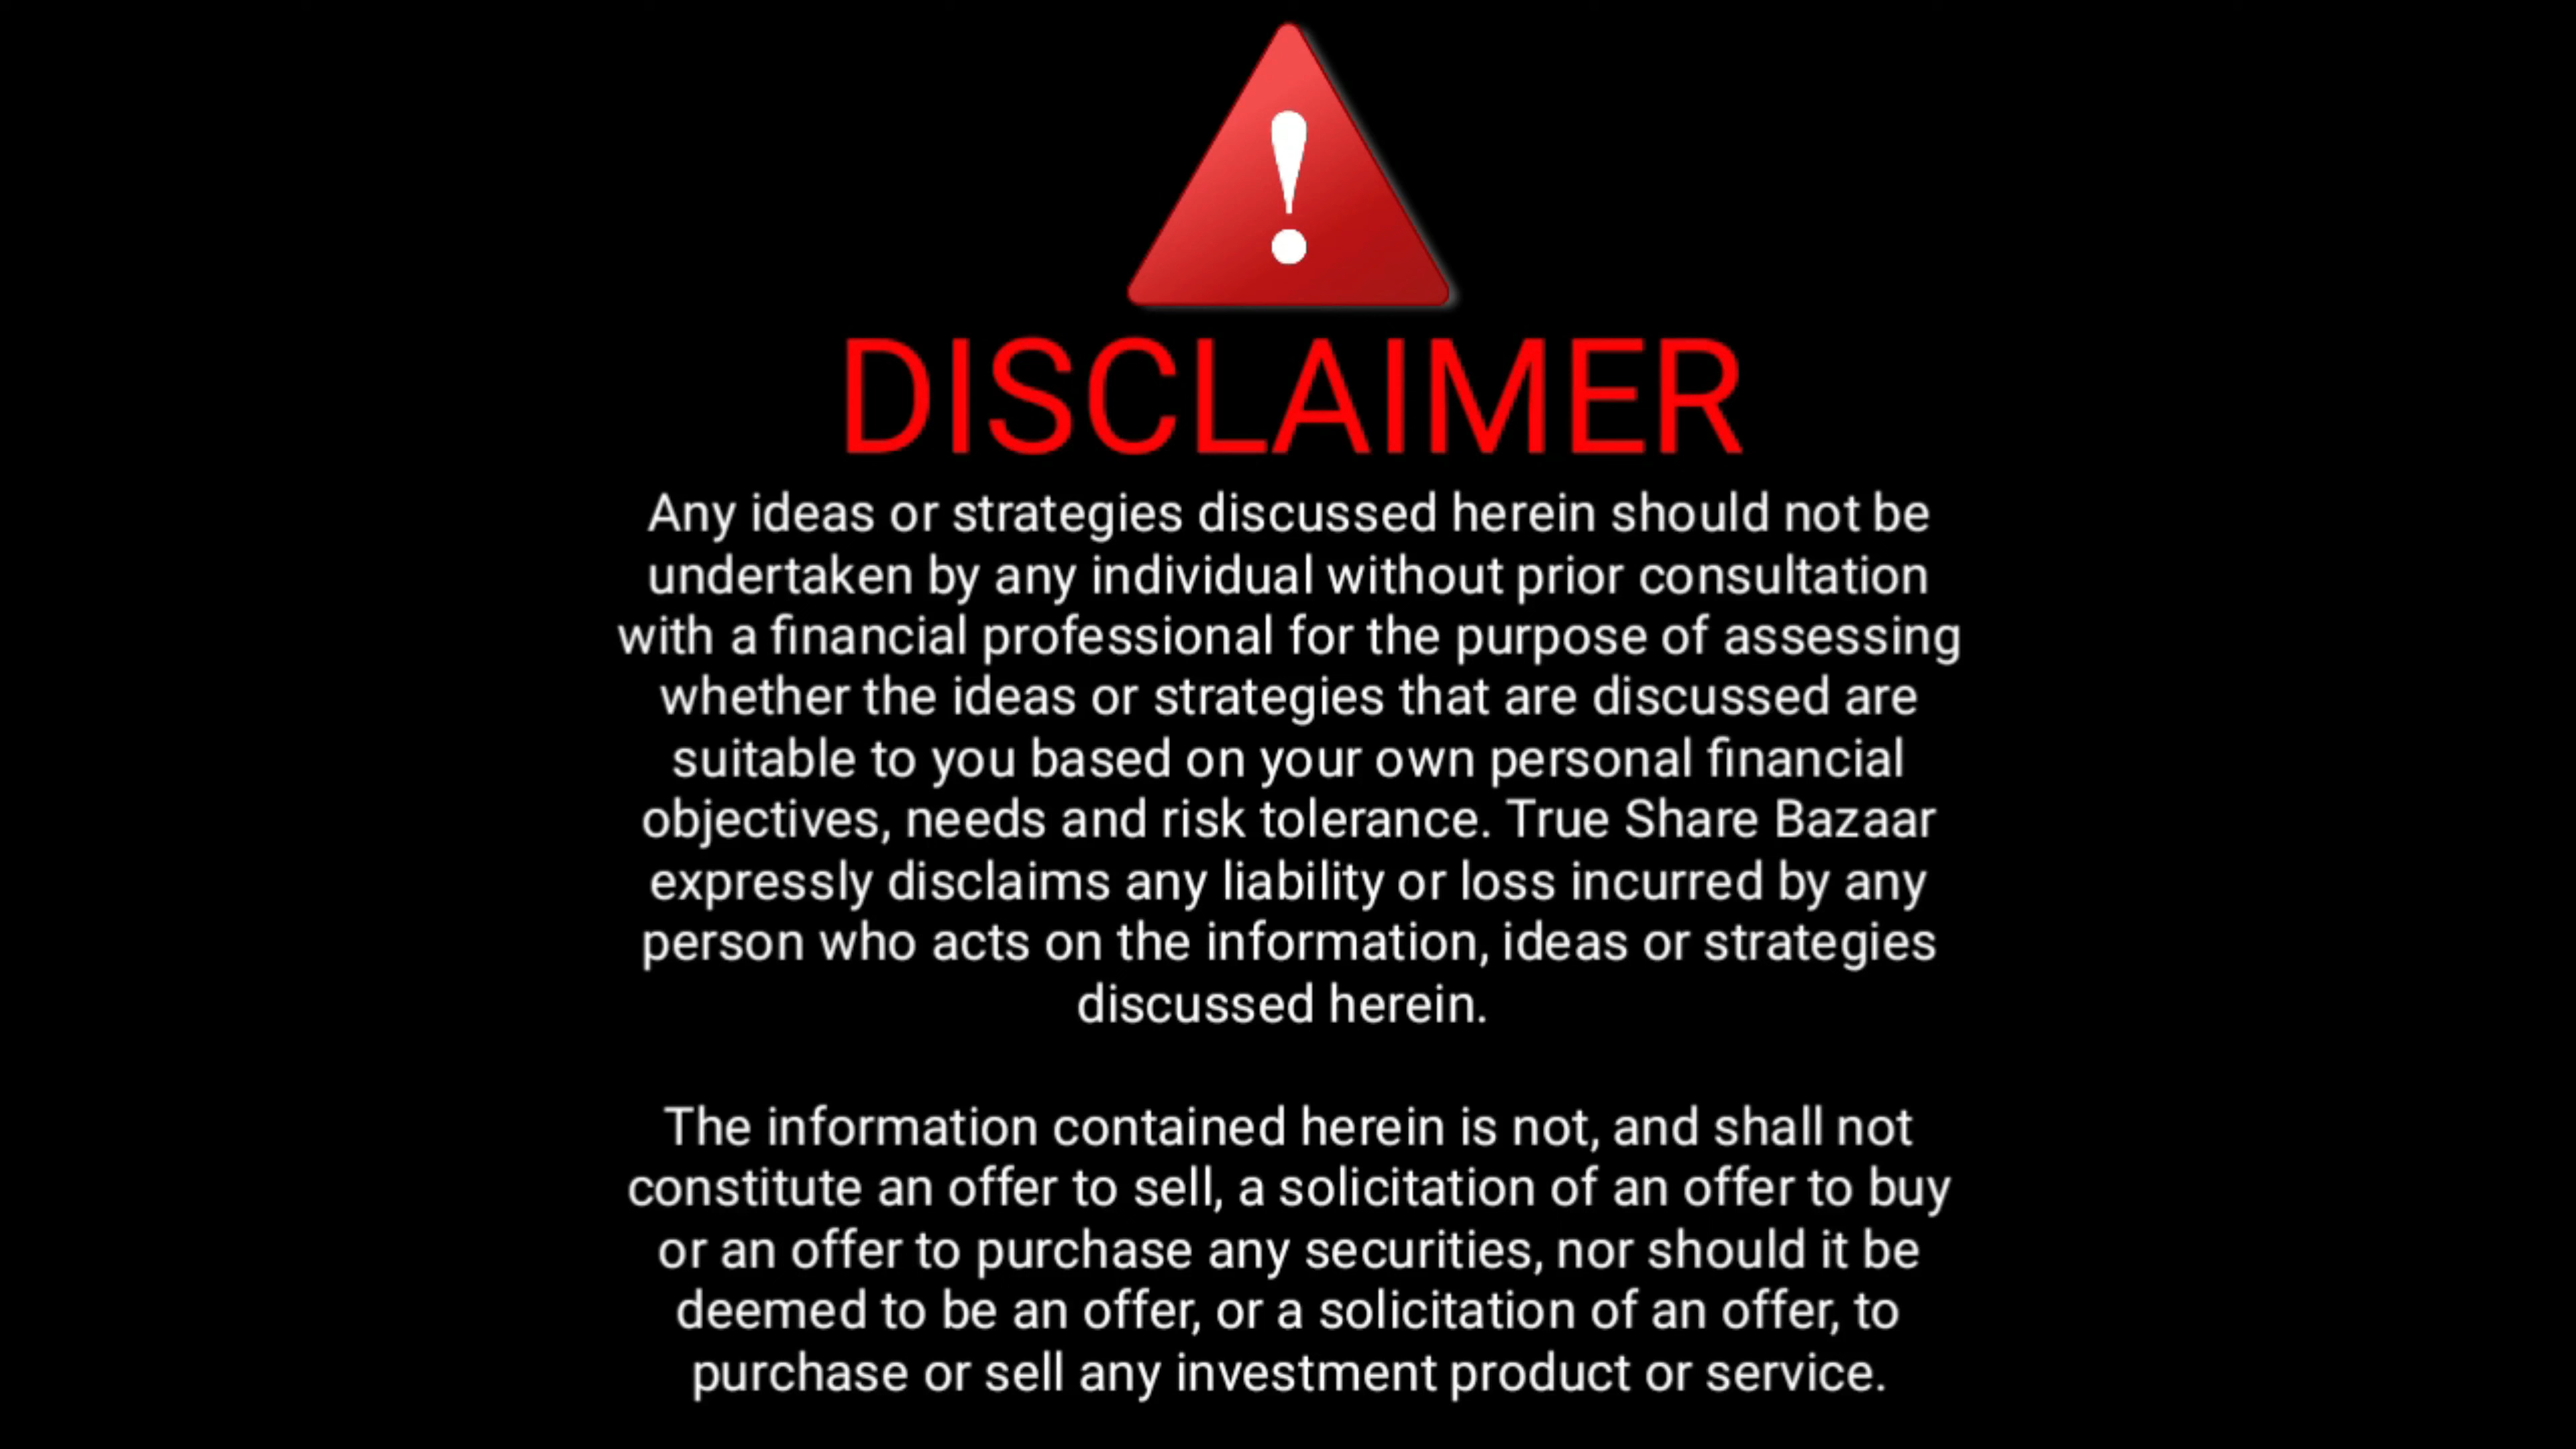 !
DISCLAIMER
Any ideas or strategies discussed herein should not be
undertaken by any individual without prior consultation
with a financial professional for the purpose of assessing
whether the ideas or strategies that are discussed are
suitable to you based on your own personal financial
objectives, needs and risk tolerance. True Share Bazaar
expressly disclaims any liability or loss incurred by any
person who acts on the information, ideas or strategies
discussed herein.
The information contained herein is not, and shall not
constitute an offer to sell, a solicitation of an offer to buy
or an offer to purchase any securities, nor should it be
deemed to be an offer, or a solicitation of an offer, to
purchase or sell any investment product or service.